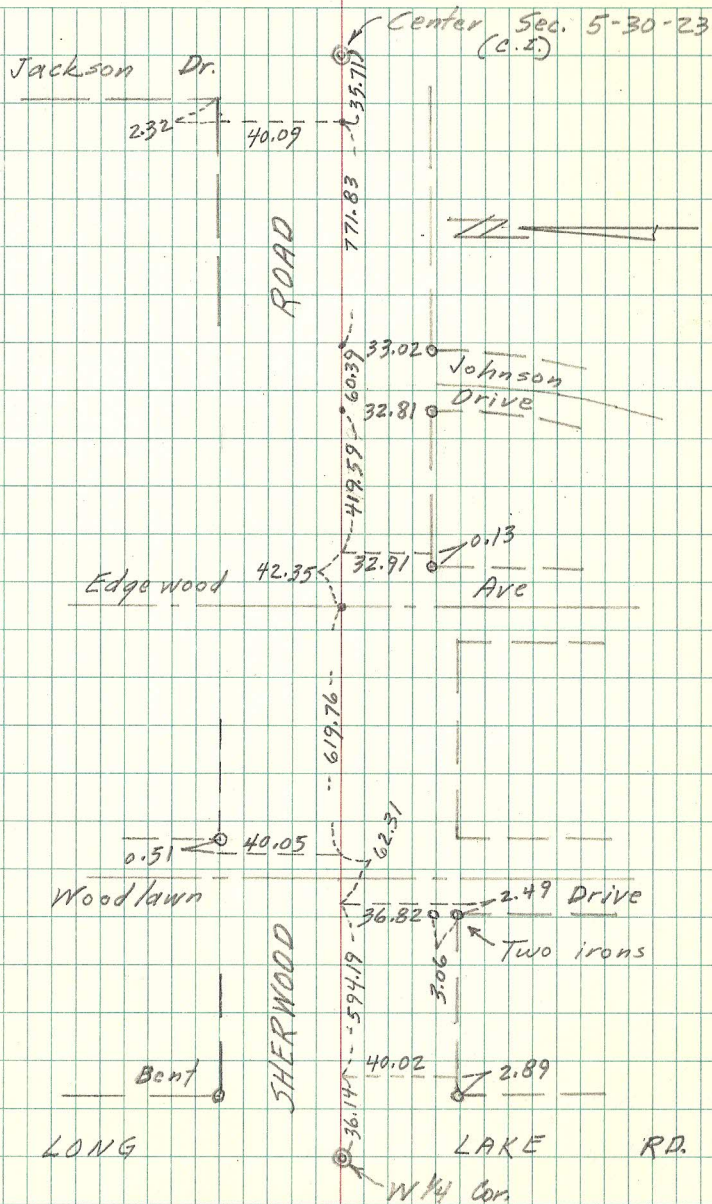 Center Sec. 5-30-23
(C.I.)
Jackson Dr.
35.71
2.32
40.09
771.83
ROAD
33.02
Johnson
60.39
Drive
32.81
419.59
0.13
42.35
32.91
Edgewood
Ave
619.76
62.31
40.05
0.51
Woodlawn
2.49 Drive
36.82
Two irons
3.06
594.19
SHERWOOD
40.02
2.89
Bent
36.14
LONG LAKE RD.
W 1/4 Cor.